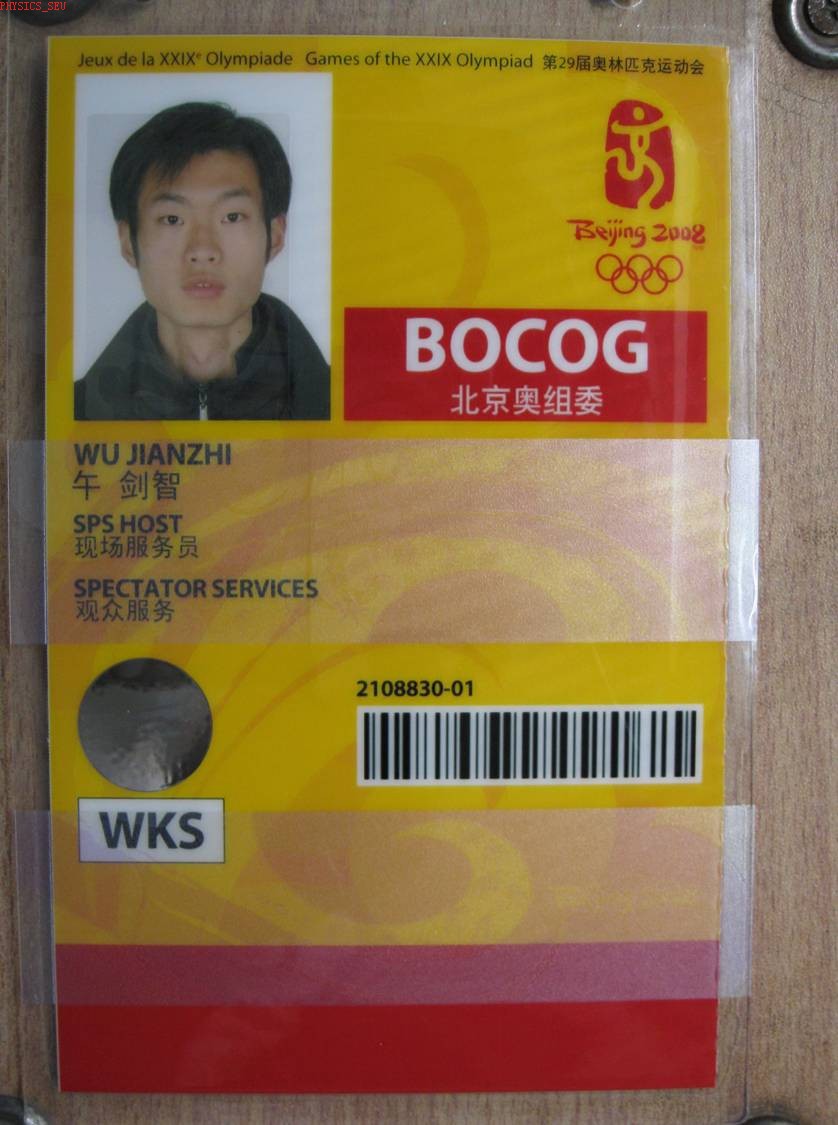 PHYSICS_SEU
Jeux de la XXIXe Olympiade Games of the XXIX Olympiad 第29届奥林匹克运动会
Beijing 2008
BOCOG
北京奥组委
WU JIANZHI
午 剑智
SPS HOST
现场服务员
SPECTATOR SERVICES
观众服务
2108830-01
WKS